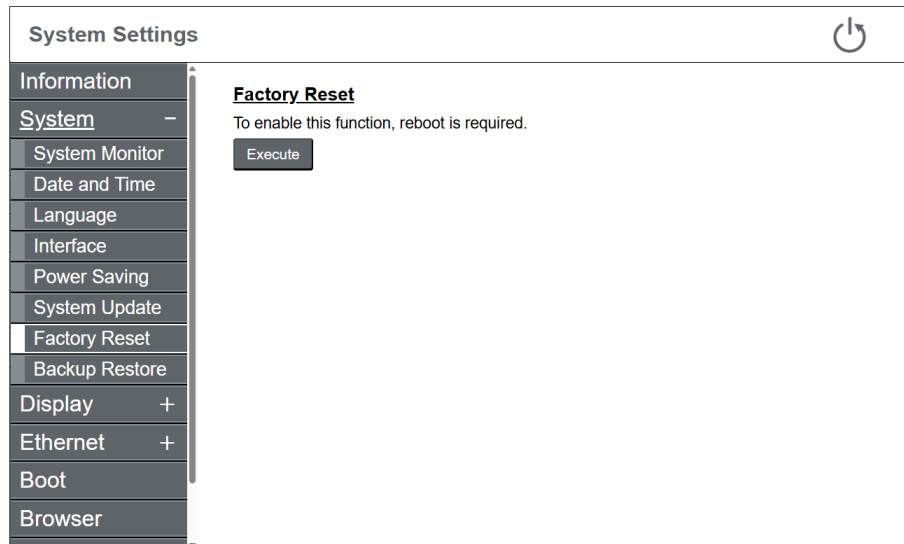 System Settings
Information
System −
System Monitor
Date and Time
Language
Interface
Power Saving
System Update
Factory Reset
Backup Restore
Display +
Ethernet +
Boot
Browser
Factory Reset
To enable this function, reboot is required.
Execute